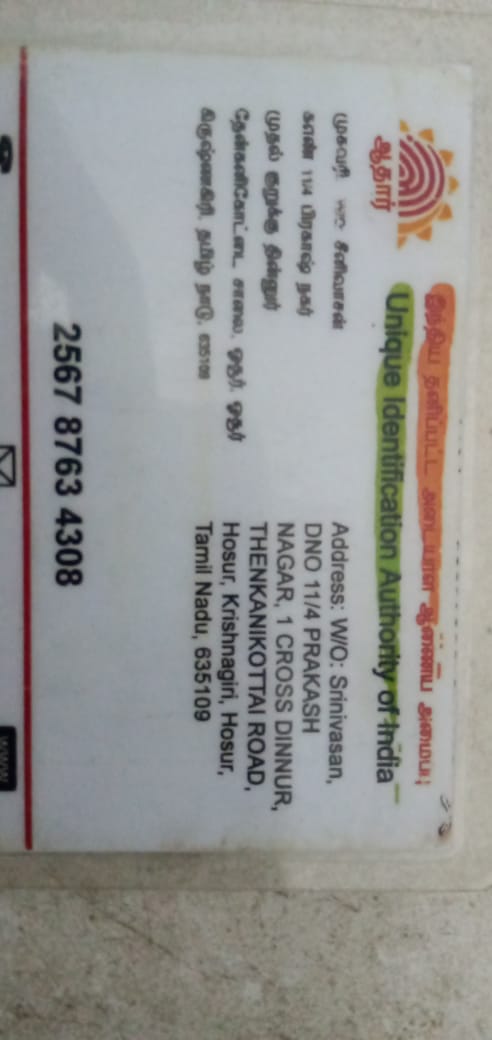 ஆதார்
இந்திய தனிப்பட்ட அடையாள ஆணைய அமைப்பு
Unique Identification Authority of India
முகவரி: சீனிவாசன்
கான் 11/4 பிரகாஷ் நகர்
முதல் குறுக்கு தின்னூர்
தேன்கனிகோட்டை சாலை, ஓசூர், ஓசூர்
கிருஷ்ணகிரி, தமிழ் நாடு, 635109
Address: W/O: Srinivasan,
DNO 11/4 PRAKASH
NAGAR, 1 CROSS DINNUR,
THENKANIKOTTAI ROAD,
Hosur, Krishnagiri, Hosur,
Tamil Nadu, 635109
2567 8763 4308
www